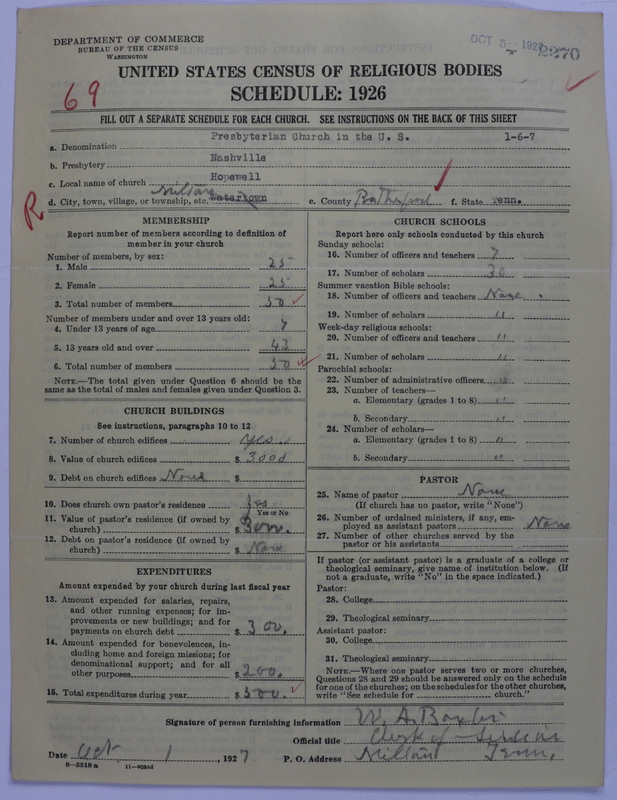 DEPARTMENT OF COMMERCE
BUREAU OF THE CENSUS
WASHINGTON
OCT 5- 1927
2270
UNITED STATES CENSUS OF RELIGIOUS BODIES
69
SCHEDULE: 1926
FILL OUT A SEPARATE SCHEDULE FOR EACH CHURCH. SEE INSTRUCTIONS ON THE BACK OF THIS SHEET
a. Denomination Presbyterian Church in the U. S. 1-6-7
b. Presbytery Nashville
c. Local name of church Hopewell
d. City, town, village, or township, etc. Milton Watertown e. County f. State Tenn.
R
MEMBERSHIP
Report number of members according to definition of member in your church
Number of members, by sex:
1. Male 25
2. Female 25
3. Total number of members 50
Number of members under and over 13 years old:
4. Under 13 years of age 7
5. 13 years old and over 43
6. Total number of members 50
NOTE.—The total given under Question 6 should be the
same as the total of males and females given under Question 3.
CHURCH BUILDINGS
See instructions, paragraphs 10 to 12
7. Number of church edifices yes
8. Value of church edifices $ 3000
9. Debt on church edifices None $
10. Does church own pastor's residence yes
Yes or No
11. Value of pastor's residence (if owned by
church) $ 3000.
12. Debt on pastor's residence (if owned by
church) $ None
EXPENDITURES
Amount expended by your church during last fiscal year
13. Amount expended for salaries, repairs,
and other running expenses; for im-
provements or new buildings; and for
payments on church debt $ 300.
14. Amount expended for benevolences, in-
cluding home and foreign missions; for
denominational support; and for all
other purposes $ 200.
15. Total expenditures during year $ 500.
CHURCH SCHOOLS
Report here only schools conducted by this church
Sunday schools:
16. Number of officers and teachers 7
17. Number of scholars 30
Summer vacation Bible schools:
18. Number of officers and teachers None
19. Number of scholars "
Week-day religious schools:
20. Number of officers and teachers "
21. Number of scholars "
Parochial schools:
22. Number of administrative officers "
23. Number of teachers—
a. Elementary (grades 1 to 8) "
b. Secondary "
24. Number of scholars—
a. Elementary (grades 1 to 8) "
b. Secondary "
PASTOR
25. Name of pastor None
(If church has no pastor, write "None")
26. Number of ordained ministers, if any, em-
ployed as assistant pastors None
27. Number of other churches served by the
pastor or his assistants
If pastor (or assistant pastor) is a graduate of a college or
theological seminary, give name of institution below. (If
not a graduate, write "No" in the space indicated.)
Pastor:
28. College
29. Theological seminary
Assistant pastor:
30. College
31. Theological seminary
NOTE.—Where one pastor serves two or more churches,
Questions 28 and 29 should be answered only on the schedule
for one of the churches; on the schedules for the other churches,
write "See schedule for church."
Signature of person furnishing information W. A.
Official title Clerk of
Date Oct 1, 1927 P. O. Address Milton Tenn.
8-5518a 11-9054d